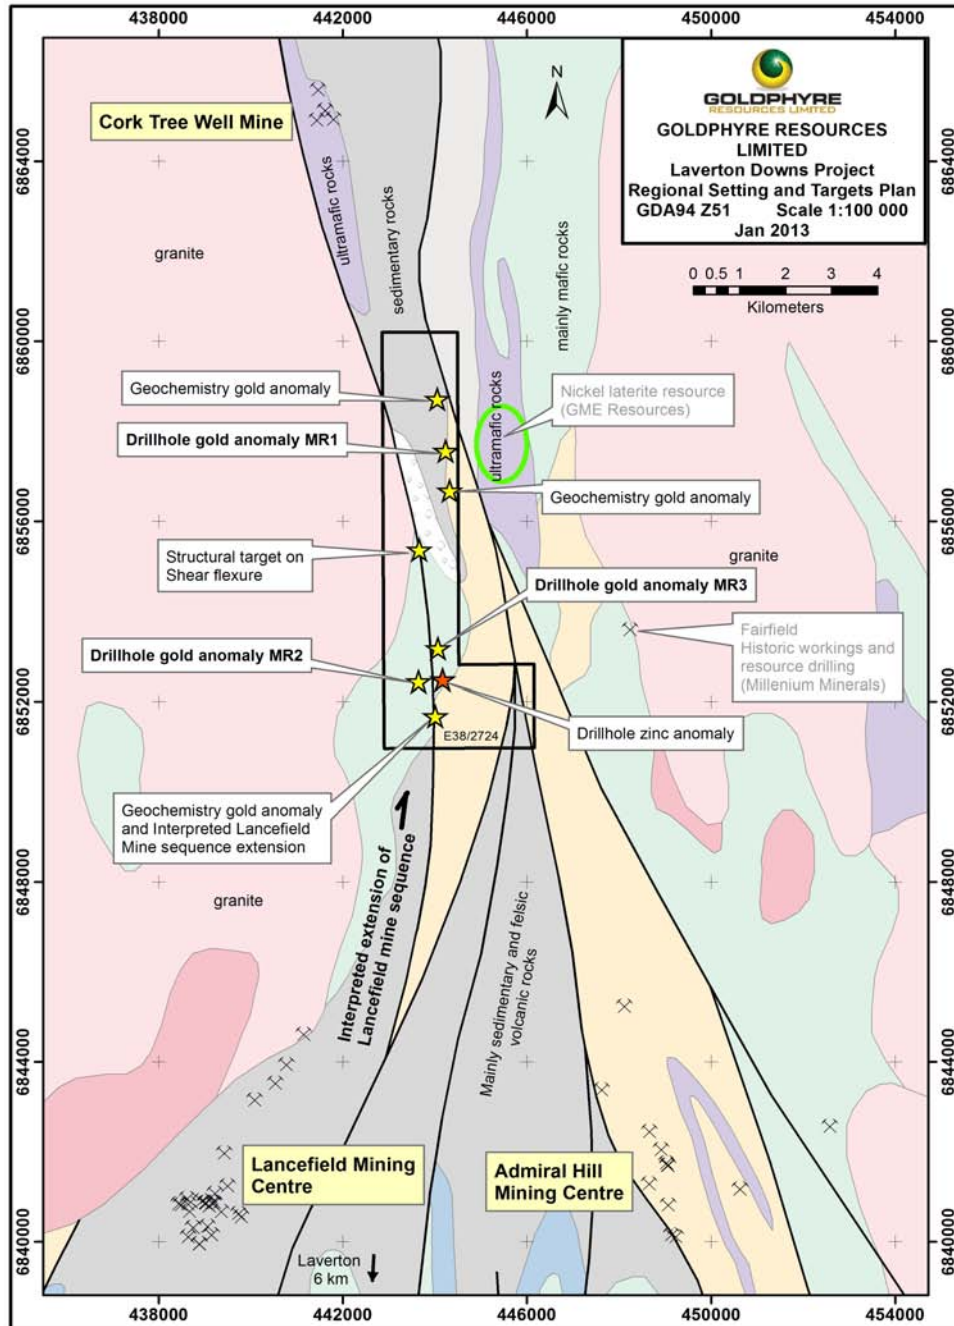 438000
442000
446000
450000
454000
GOLDPHYRE
RESOURCES LIMITED
GOLDPHYRE RESOURCES
LIMITED
Laverton Downs Project
Regional Setting and Targets Plan
GDA94 Z51 Scale 1:100 000
Jan 2013
N
0 0.5 1 2 3 4
Kilometers
Cork Tree Well Mine
6864000
6864000
ultramafic rocks
sedimentary rocks
mainly mafic rocks
granite
6860000
6860000
Geochemistry gold anomaly
Nickel laterite resource
(GME Resources)
ultramafic rocks
Drillhole gold anomaly MR1
Geochemistry gold anomaly
6856000
6856000
Structural target on
Shear flexure
granite
Drillhole gold anomaly MR3
Fairfield
Historic workings and
resource drilling
(Millenium Minerals)
Drillhole gold anomaly MR2
6852000
6852000
E38/2724
Drillhole zinc anomaly
Geochemistry gold anomaly
and Interpreted Lancefield
Mine sequence extension
6848000
6848000
granite
Interpreted extension of
Lancefield mine sequence
Mainly sedimentary and felsic
volcanic rocks
6844000
6844000
Lancefield Mining
Centre
Admiral Hill
Mining Centre
6840000
6840000
Laverton
6 km
438000
442000
446000
450000
454000